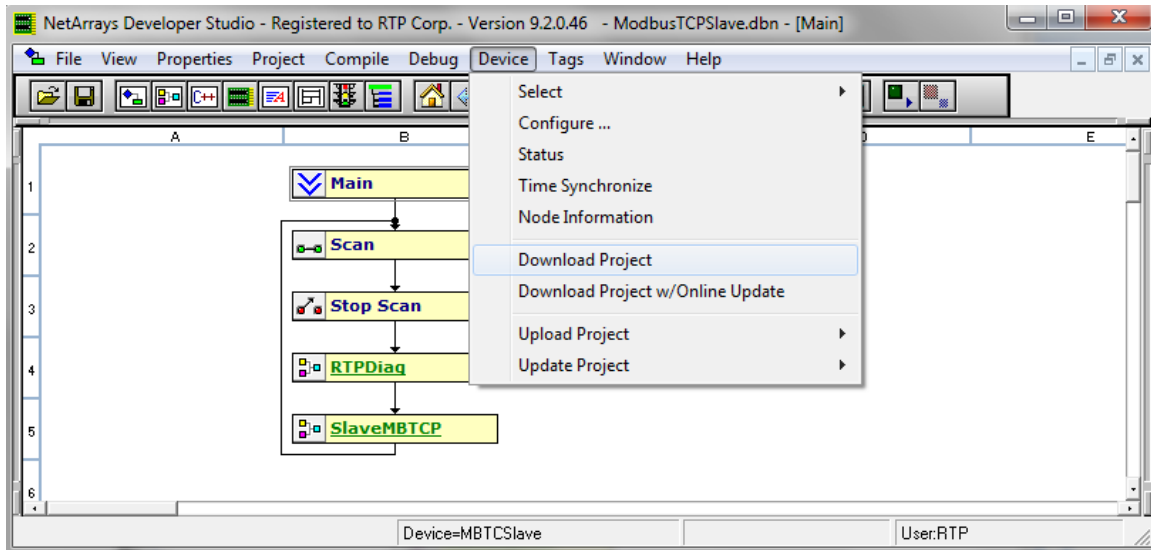 NetArrays Developer Studio - Registered to RTP Corp. - Version 9.2.0.46 - ModbusTCPSlave.dbn - [Main]
File View Properties Project Compile Debug Device Tags Window Help
C++
A B E
Select
Configure ...
Status
Time Synchronize
Node Information
Download Project
Download Project w/Online Update
Upload Project
Update Project
1 Main
2 Scan
3 Stop Scan
4 RTPDiag
5 SlaveMBTCP
6
Device=MBTCSlave User:RTP